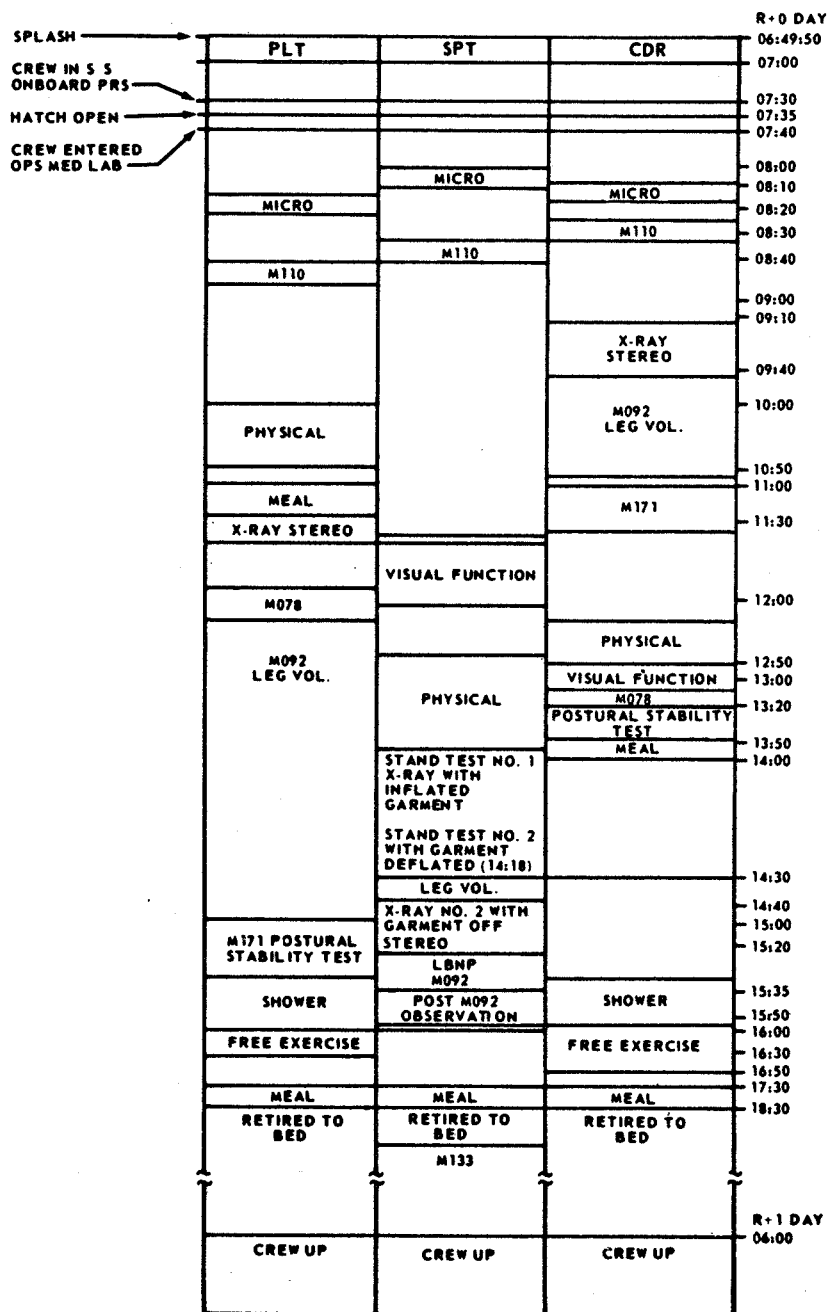 R+0 DAY
SPLASH
06:49:50
PLT SPT CDR
07:00
CREW IN S S
ONBOARD PRS
07:30
HATCH OPEN
07:35
07:40
CREW ENTERED
OPS MED LAB
08:00
MICRO
08:10
MICRO
MICRO
08:20
M110
08:30
M110
08:40
M110
09:00
09:10
X-RAY
STEREO
09:40
10:00
M092
LEG VOL.
PHYSICAL
10:50
11:00
MEAL
M171
11:30
X-RAY STEREO
VISUAL FUNCTION
12:00
M078
PHYSICAL
M092
LEG VOL.
12:50
VISUAL FUNCTION
13:00
PHYSICAL
M078
13:20
POSTURAL STABILITY
TEST
13:50
MEAL
14:00
STAND TEST NO. 1
X-RAY WITH
INFLATED
GARMENT
STAND TEST NO. 2
WITH GARMENT
DEFLATED (14:18)
14:30
LEG VOL.
14:40
X-RAY NO. 2 WITH
GARMENT OFF
STEREO
15:00
M171 POSTURAL
STABILITY TEST
15:20
LBNP
M092
15:35
SHOWER
POST M092
OBSERVATION
SHOWER
15:50
16:00
FREE EXERCISE
FREE EXERCISE
16:30
16:50
17:30
MEAL MEAL MEAL
18:30
RETIRED TO
BED
RETIRED TO
BED
RETIRED TO
BED
M133
R+1 DAY
06:00
CREW UP CREW UP CREW UP